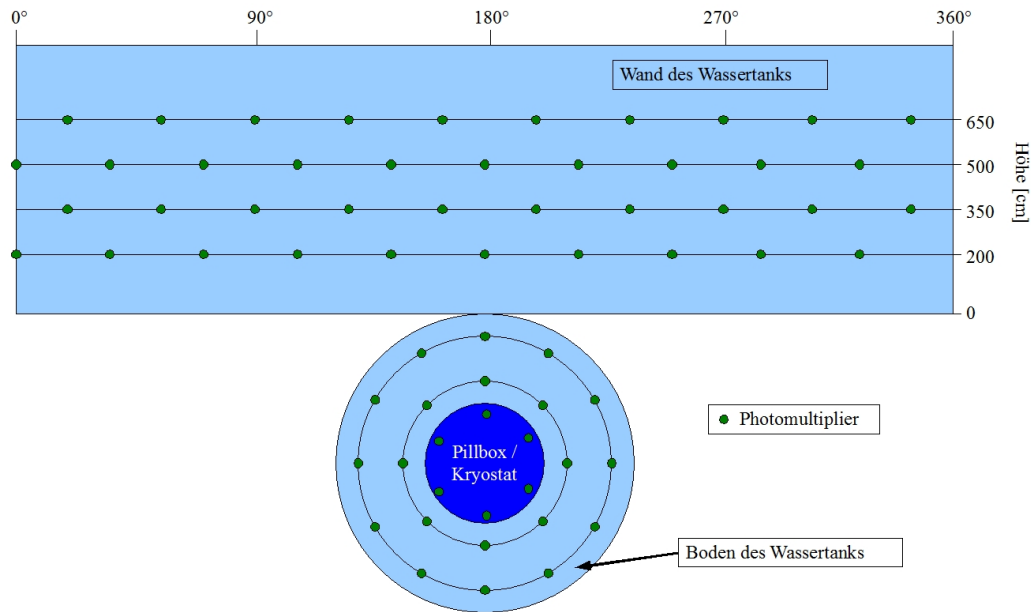 0°
90°
180°
270°
360°
Wand des Wassertanks
650
500
350
200
0
Höhe [cm]
Photomultiplier
Pillbox /
Kryostat
Boden des Wassertanks